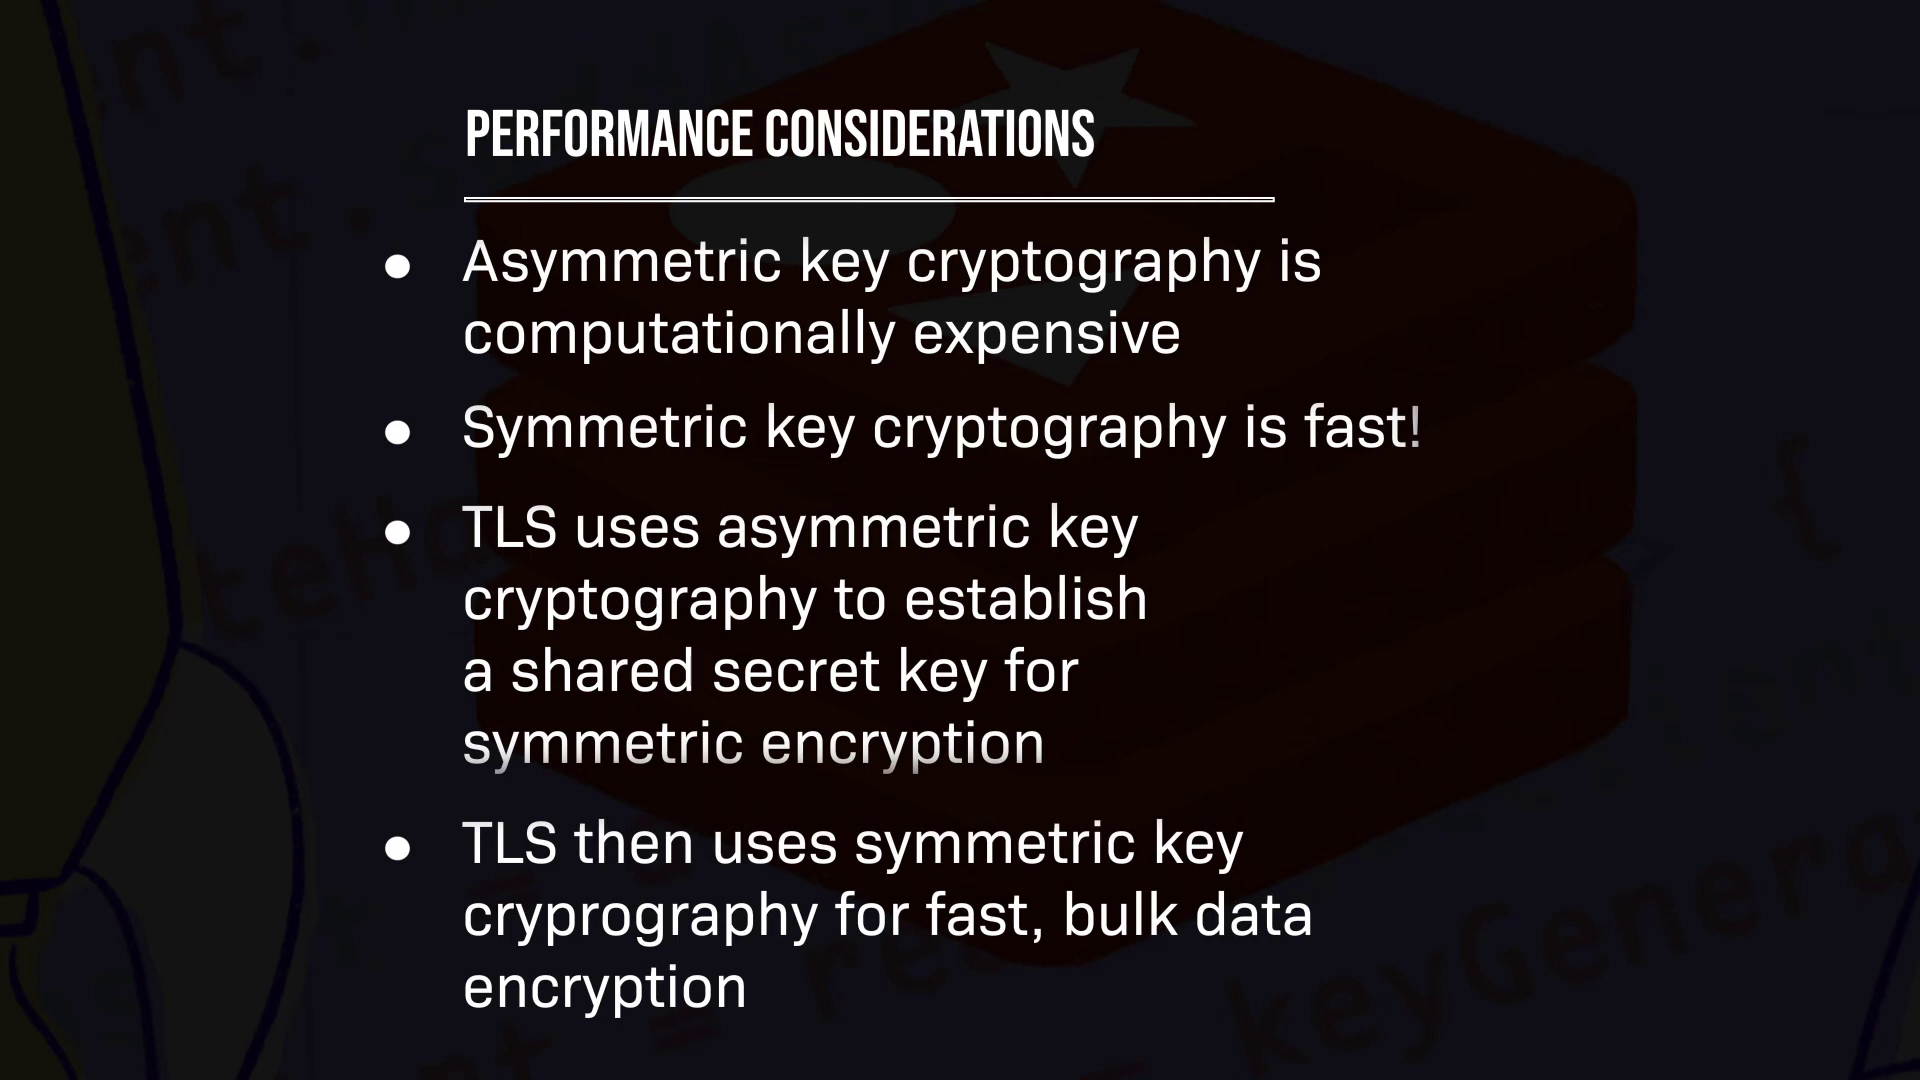 PERFORMANCE CONSIDERATIONS
● Asymmetric key cryptography is
computationally expensive
● Symmetric key cryptography is fast!
● TLS uses asymmetric key
cryptography to establish
a shared secret key for
symmetric encryption
● TLS then uses symmetric key
cryprography for fast, bulk data
encryption
keyGenera